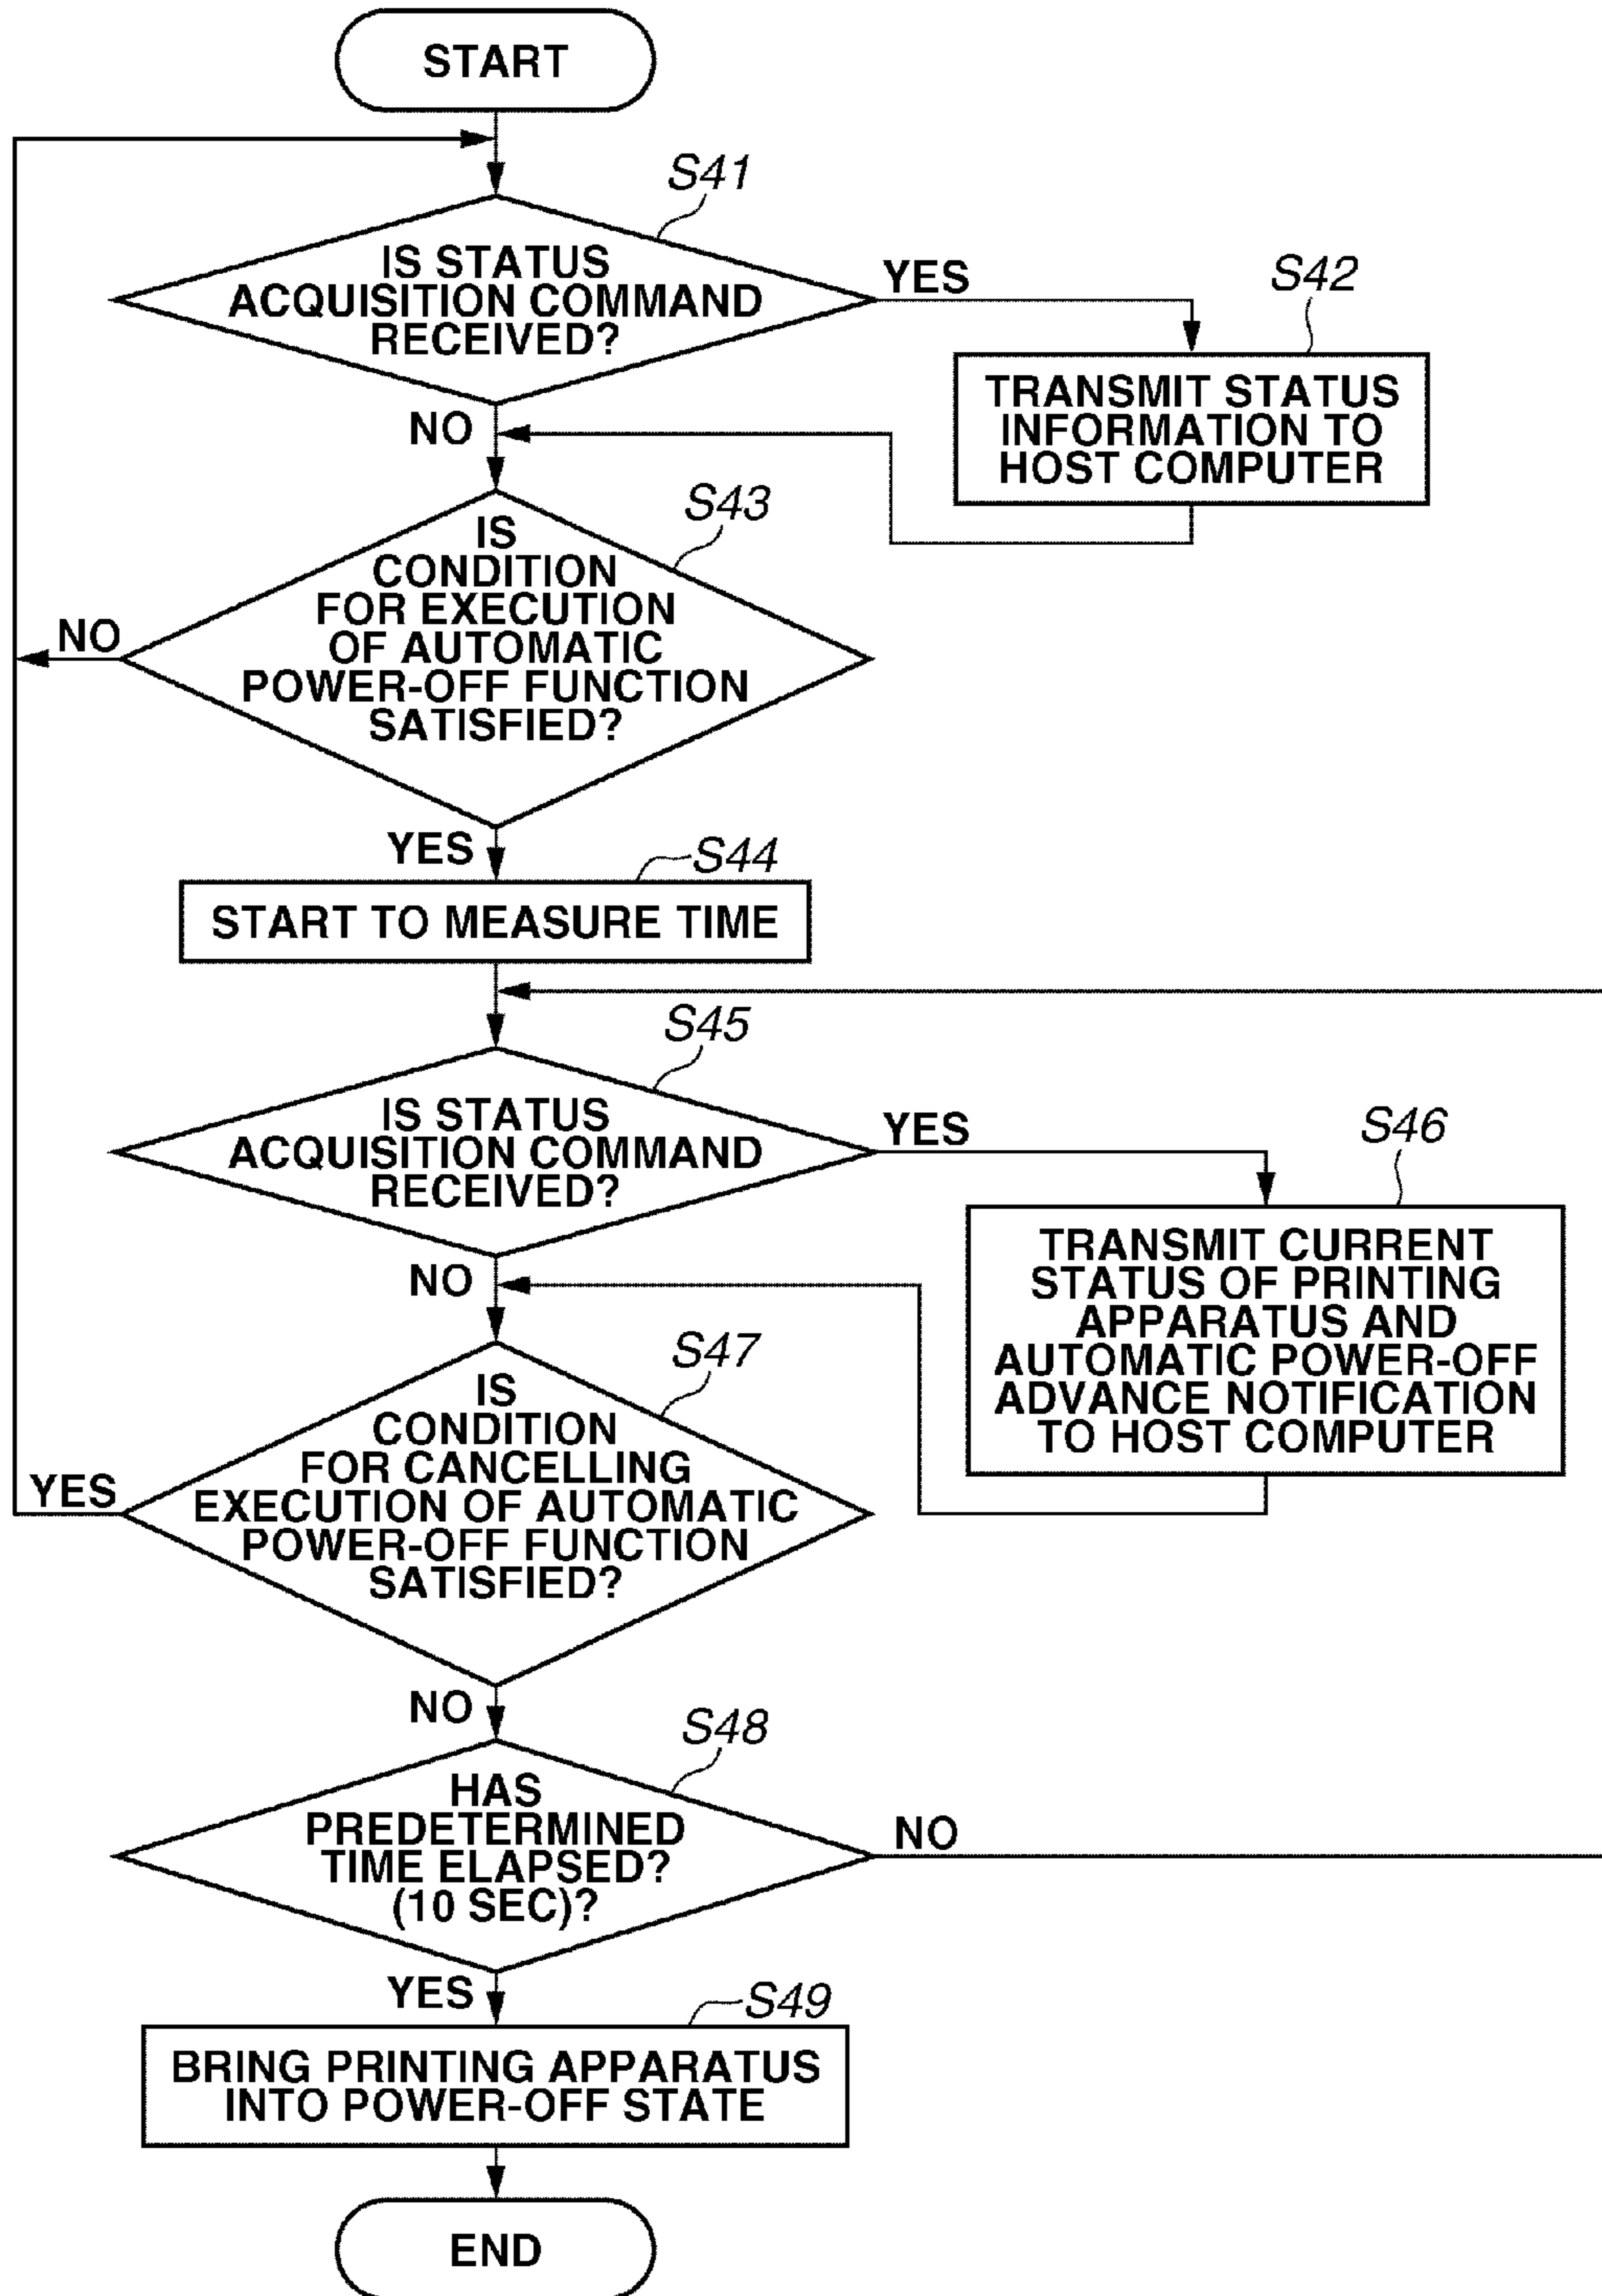 START
S41
IS STATUS
ACQUISITION COMMAND
RECEIVED?
YES
S42
TRANSMIT STATUS
INFORMATION TO
HOST COMPUTER
NO
S43
IS
CONDITION
FOR EXECUTION
OF AUTOMATIC
POWER-OFF FUNCTION
SATISFIED?
NO
YES
S44
START TO MEASURE TIME
S45
IS STATUS
ACQUISITION COMMAND
RECEIVED?
YES
S46
TRANSMIT CURRENT
STATUS OF PRINTING
APPARATUS AND
AUTOMATIC POWER-OFF
ADVANCE NOTIFICATION
TO HOST COMPUTER
NO
S47
IS
CONDITION
FOR CANCELLING
EXECUTION OF AUTOMATIC
POWER-OFF FUNCTION
SATISFIED?
YES
NO
S48
HAS
PREDETERMINED
TIME ELAPSED?
(10 SEC)?
NO
YES
S49
BRING PRINTING APPARATUS
INTO POWER-OFF STATE
END